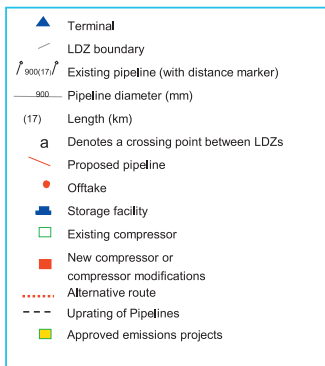 Terminal
LDZ boundary
900(17) Existing pipeline (with distance marker)
900 Pipeline diameter (mm)
(17) Length (km)
a Denotes a crossing point between LDZs
Proposed pipeline
Offtake
Storage facility
Existing compressor
New compressor or
compressor modifications
Alternative route
Uprating of Pipelines
Approved emissions projects